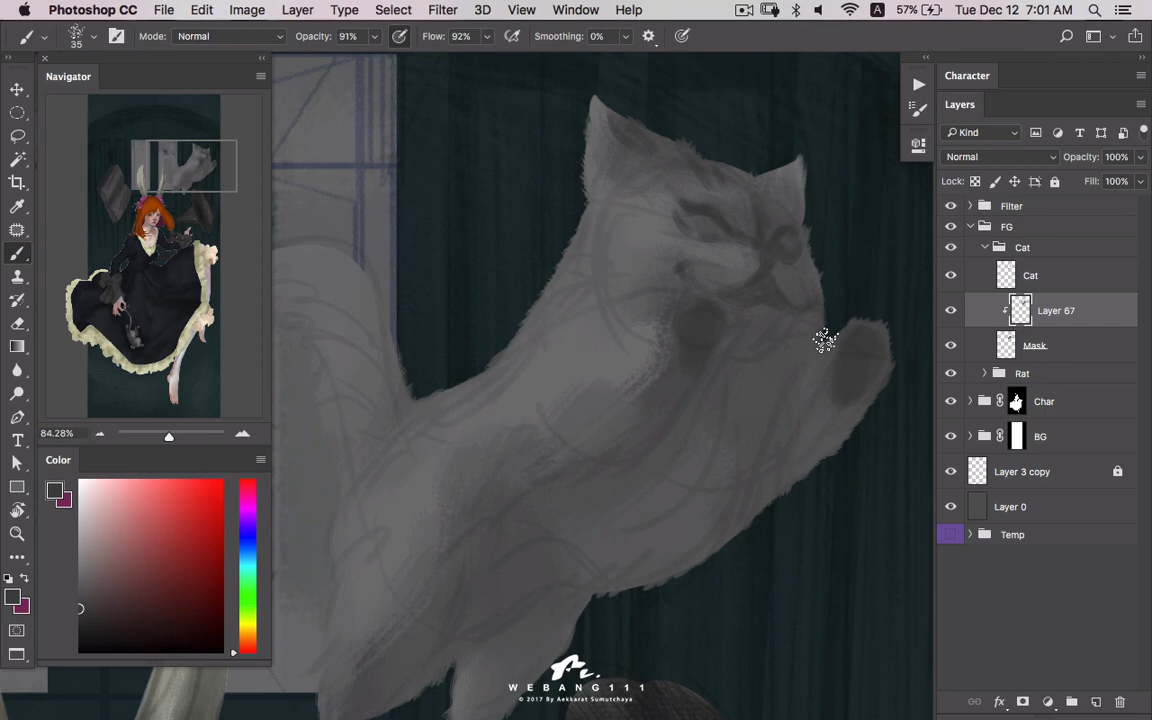 Photoshop CC File Edit Image Layer Type Select Filter 3D View Window Help A 57% Tue Dec 12 7:01 AM
35 Mode: Normal Opacity: 91% Flow: 92% Smoothing: 0%
Navigator
84.28%
Color
Character
Layers
Kind
Normal Opacity: 100%
Lock: Fill: 100%
Filter
FG
Cat
Cat
Layer 67
Mask
Rat
Char
BG
Layer 3 copy
Layer 0
Temp
WEBANG111
© 2017 By Aekkarat Sumutchaya